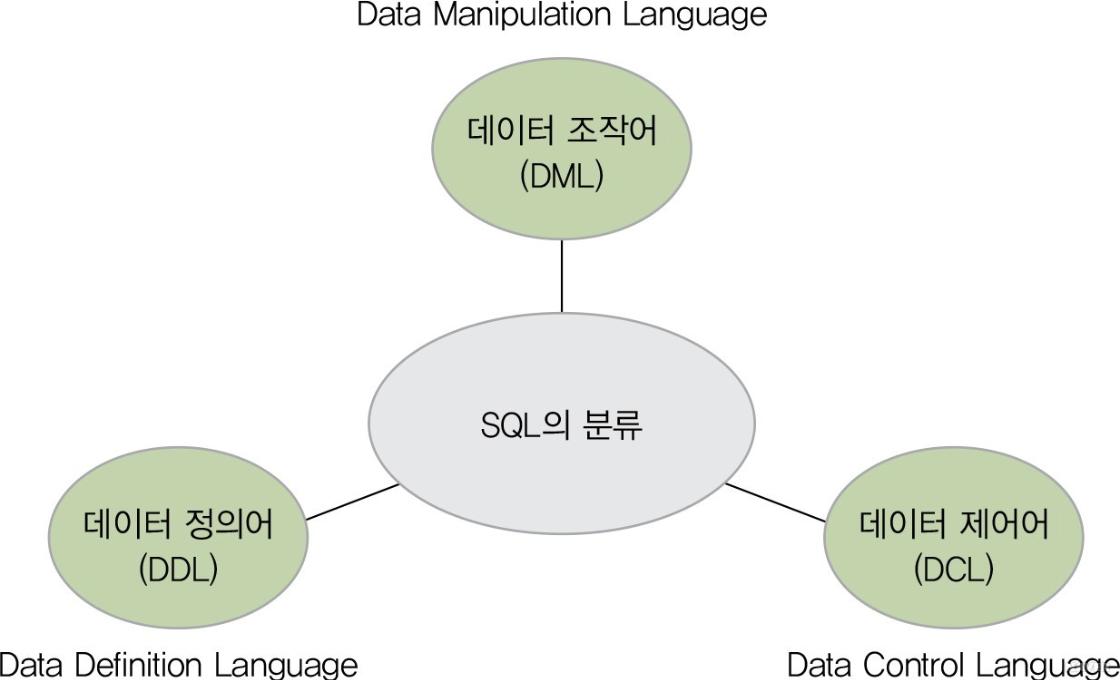 Data Manipulation Language
데이터 조작어
(DML)
SQL의 분류
데이터 정의어
(DDL)
데이터 제어어
(DCL)
Data Definition Language
Data Control Language